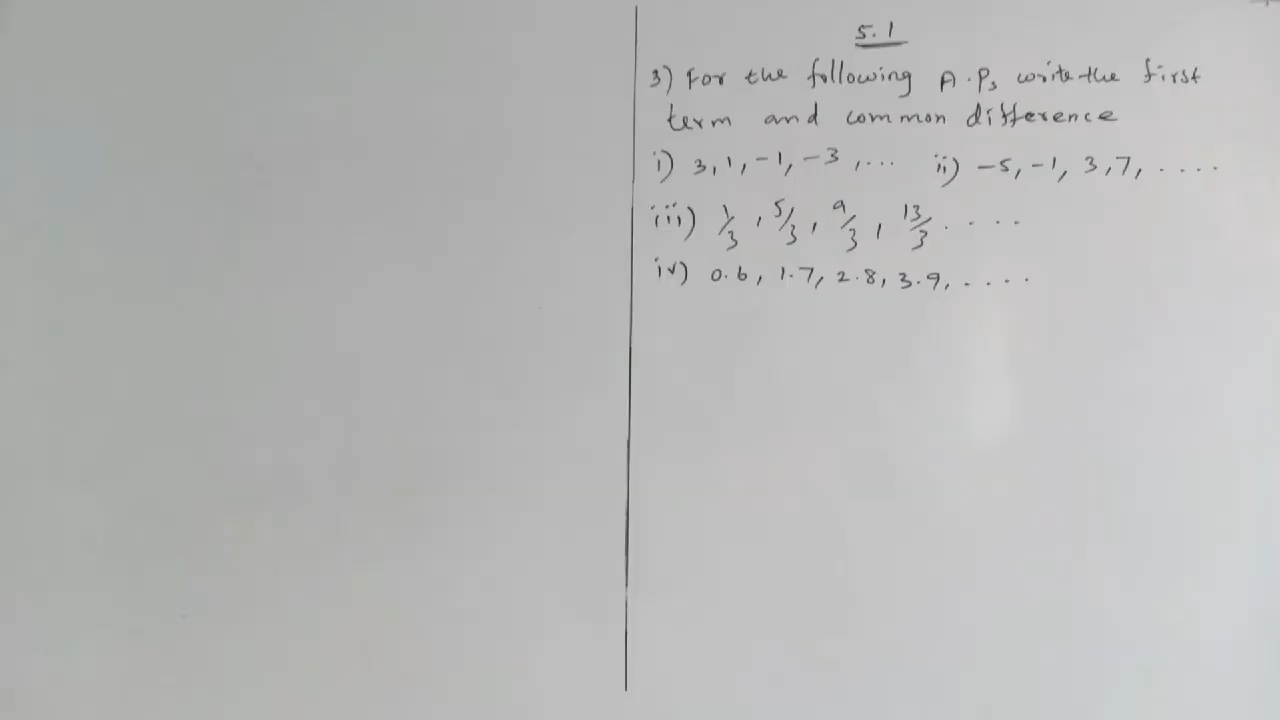 5.1
3) For the following A.Ps write the first
term and common difference
i) 3, 1, -1, -3, ... ii) -5, -1, 3, 7, ....
iii) 1/3, 5/3, 9/3, 13/3 ....
iv) 0.6, 1.7, 2.8, 3.9, ....